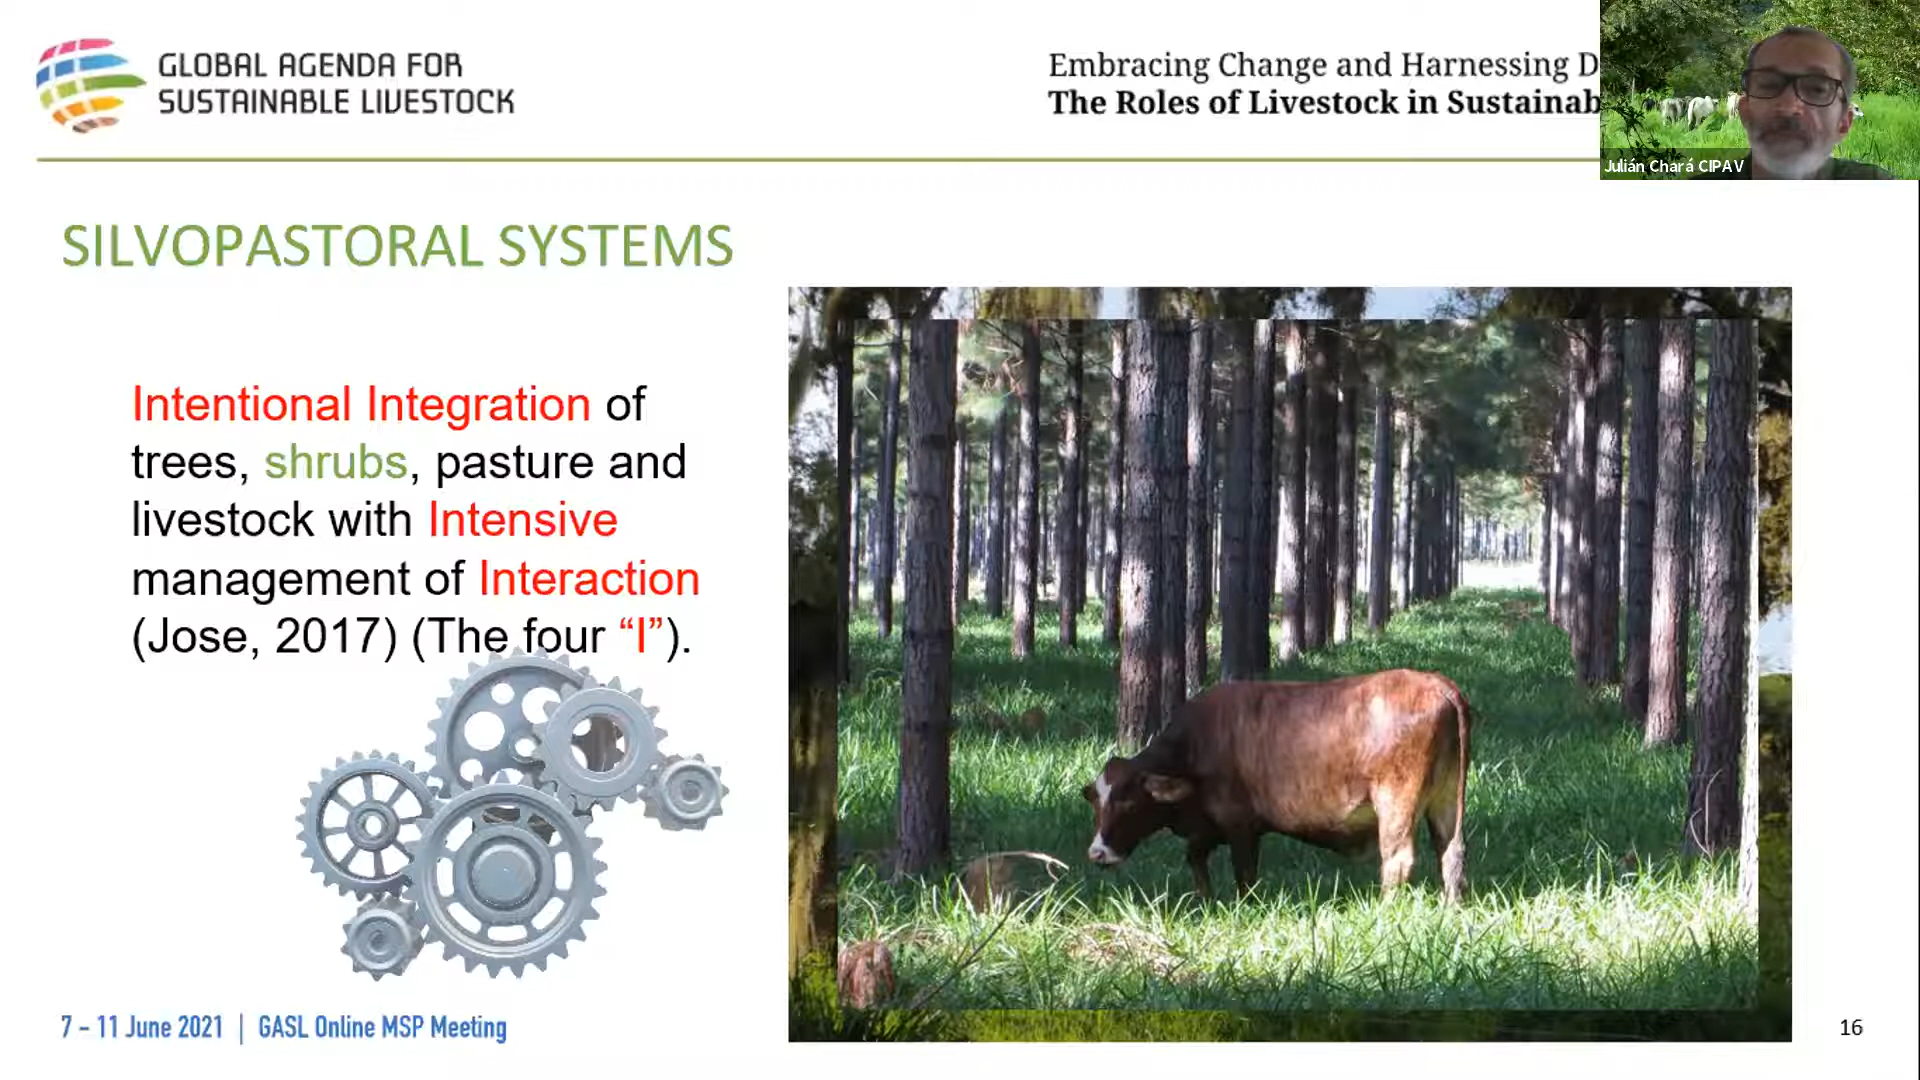 GLOBAL AGENDA FOR
SUSTAINABLE LIVESTOCK
Embracing Change and Harnessing D
The Roles of Livestock in Sustainab
Julián Chará CIPAV
SILVOPASTORAL SYSTEMS
Intentional Integration of
trees, shrubs, pasture and
livestock with Intensive
management of Interaction
(Jose, 2017) (The four “I”).
7 – 11 June 2021 | GASL Online MSP Meeting
16